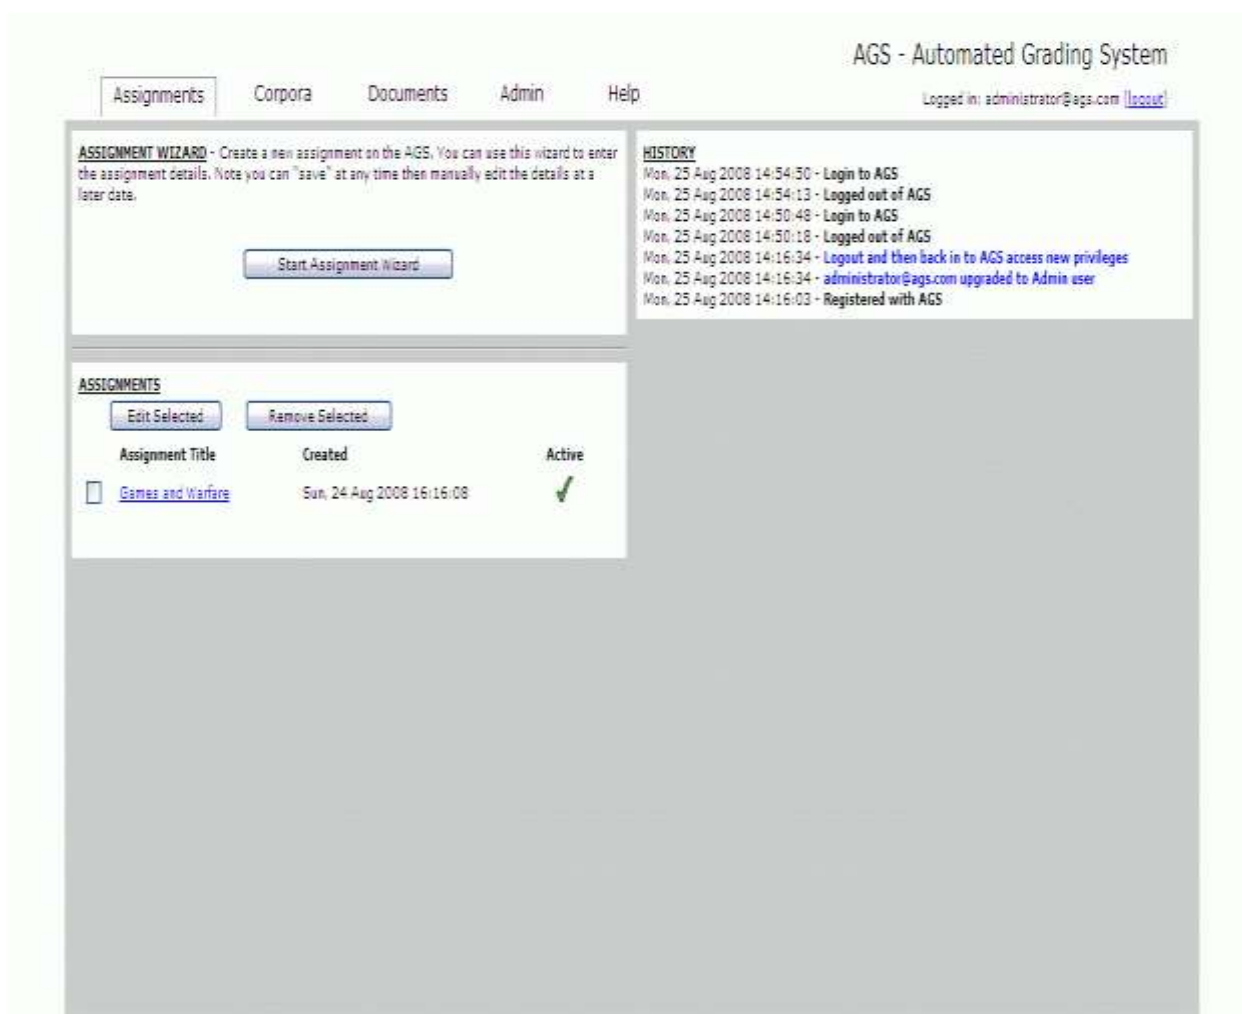 AGS - Automated Grading System
Assignments Corpora Documents Admin Help
Logged in: administrator@ags.com [logout]
ASSIGNMENT WIZARD - Create a new assignment on the AGS. You can use this wizard to enter
the assignment details. Note you can "save" at any time then manually edit the details at a
later date.
Start Assignment Wizard
HISTORY
Mon, 25 Aug 2008 14:54:50 - Login to AGS
Mon, 25 Aug 2008 14:54:13 - Logged out of AGS
Mon, 25 Aug 2008 14:50:48 - Login to AGS
Mon, 25 Aug 2008 14:50:18 - Logged out of AGS
Mon, 25 Aug 2008 14:16:34 - Logout and then back in to AGS access new privileges
Mon, 25 Aug 2008 14:16:34 - administrator@ags.com upgraded to Admin user
Mon, 25 Aug 2008 14:16:03 - Registered with AGS
ASSIGNMENTS
Edit Selected Remove Selected
Assignment Title Created Active
Games and Warfare Sun, 24 Aug 2008 16:16:08